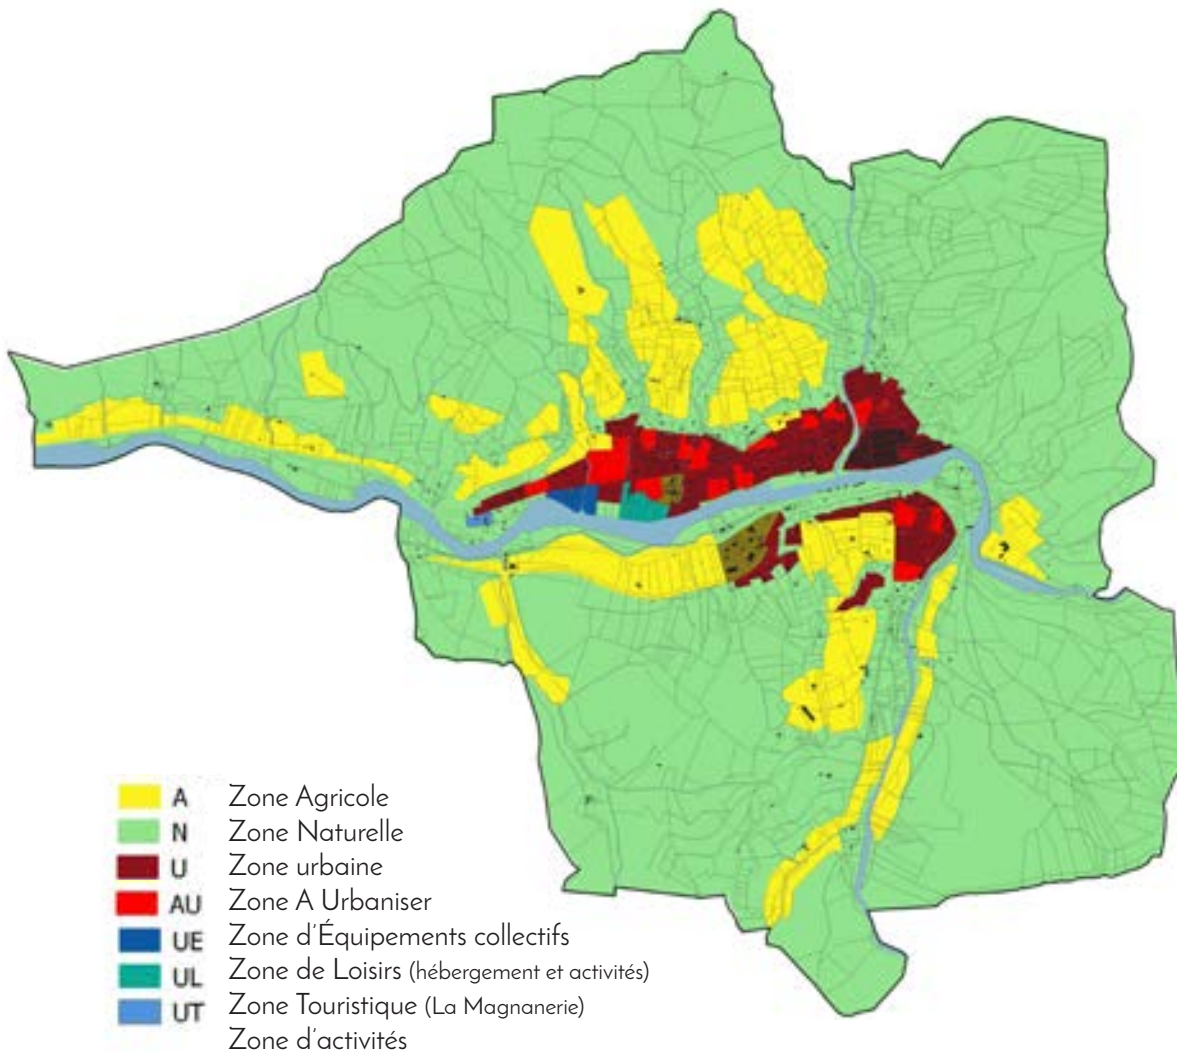 A Zone Agricole
N Zone Naturelle
U Zone urbaine
AU Zone A Urbaniser
UE Zone d'Équipements collectifs
UL Zone de Loisirs (hébergement et activités)
UT Zone Touristique (La Magnanerie)
Zone d'activités